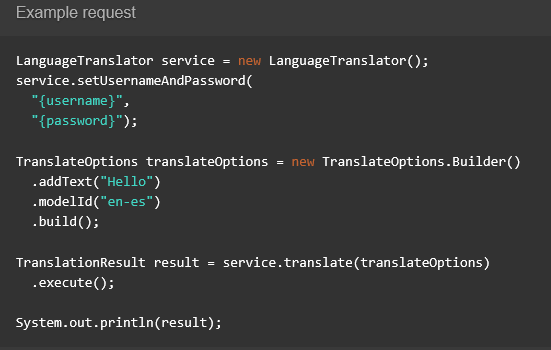 Example request
LanguageTranslator service = new LanguageTranslator();
service.setUsernameAndPassword(
"{username}",
"{password}");
TranslateOptions translateOptions = new TranslateOptions.Builder()
.addText("Hello")
.modelId("en-es")
.build();
TranslationResult result = service.translate(translateOptions)
.execute();
System.out.println(result);